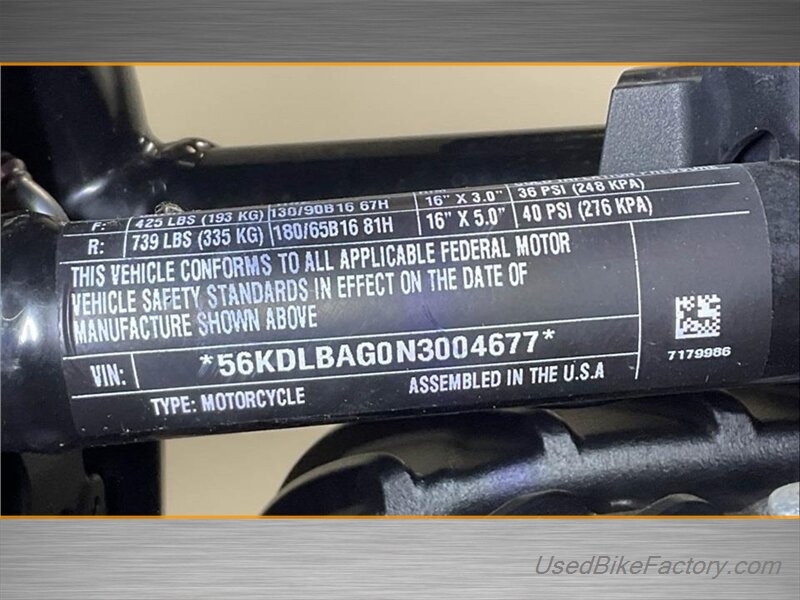 F: 425 LBS (193 KG) 130/90B16 67H 16" X 3.0" 36 PSI (248 KPA)
R: 739 LBS (335 KG) 180/65B16 81H 16" X 5.0" 40 PSI (276 KPA)
THIS VEHICLE CONFORMS TO ALL APPLICABLE FEDERAL MOTOR
VEHICLE SAFETY STANDARDS IN EFFECT ON THE DATE OF
MANUFACTURE SHOWN ABOVE
VIN: *56KDLBAG0N3004677*
7179986
TYPE: MOTORCYCLE ASSEMBLED IN THE U.S.A
UsedBikeFactory.com